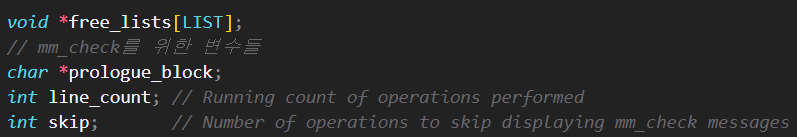 void *free_lists[LIST];
// mm_check를 위한 변수들
char *prologue_block;
int line_count; // Running count of operations performed
int skip;       // Number of operations to skip displaying mm_check messages